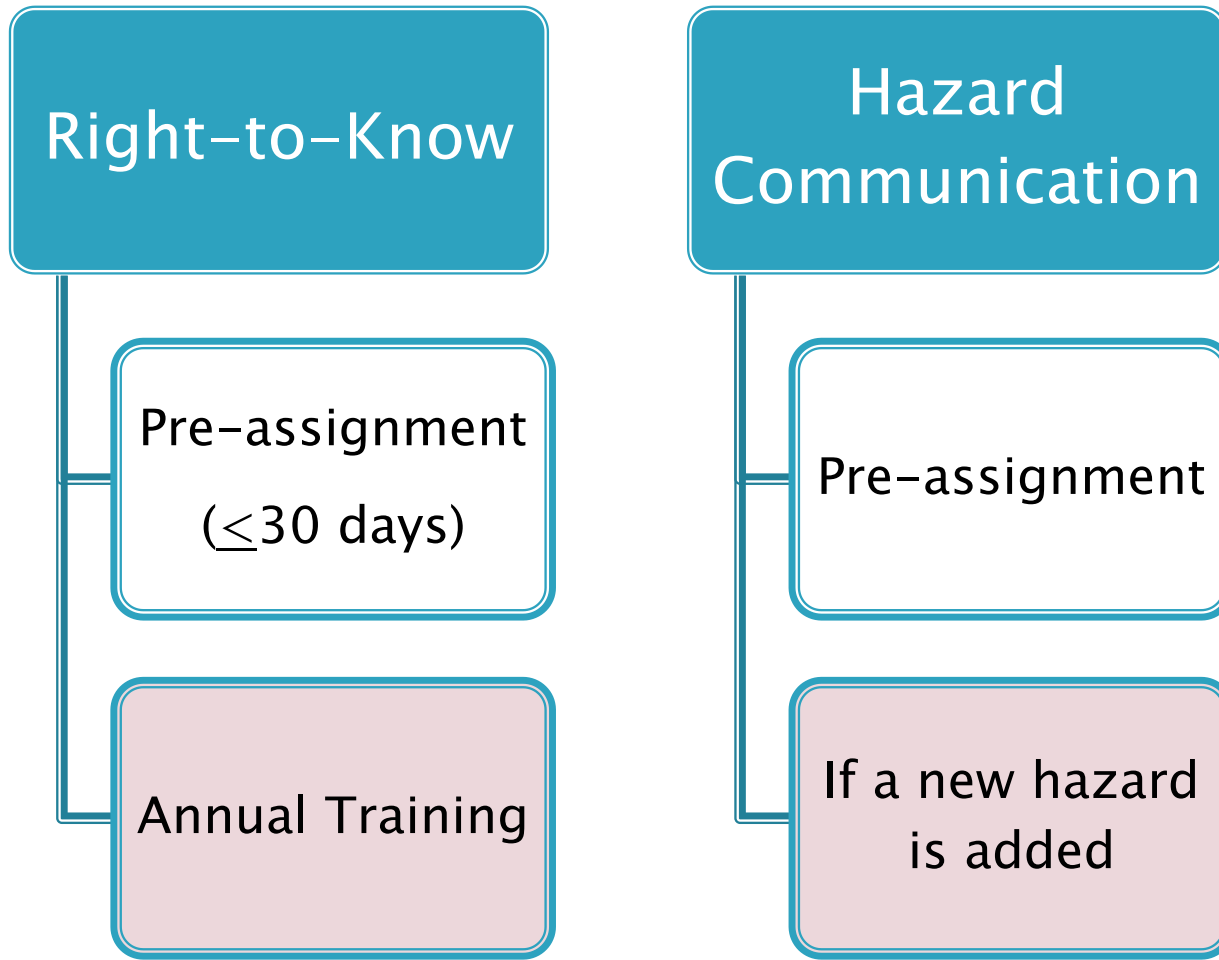 Right-to-Know
Pre-assignment
(≤30 days)
Annual Training
Hazard
Communication
Pre-assignment
If a new hazard
is added